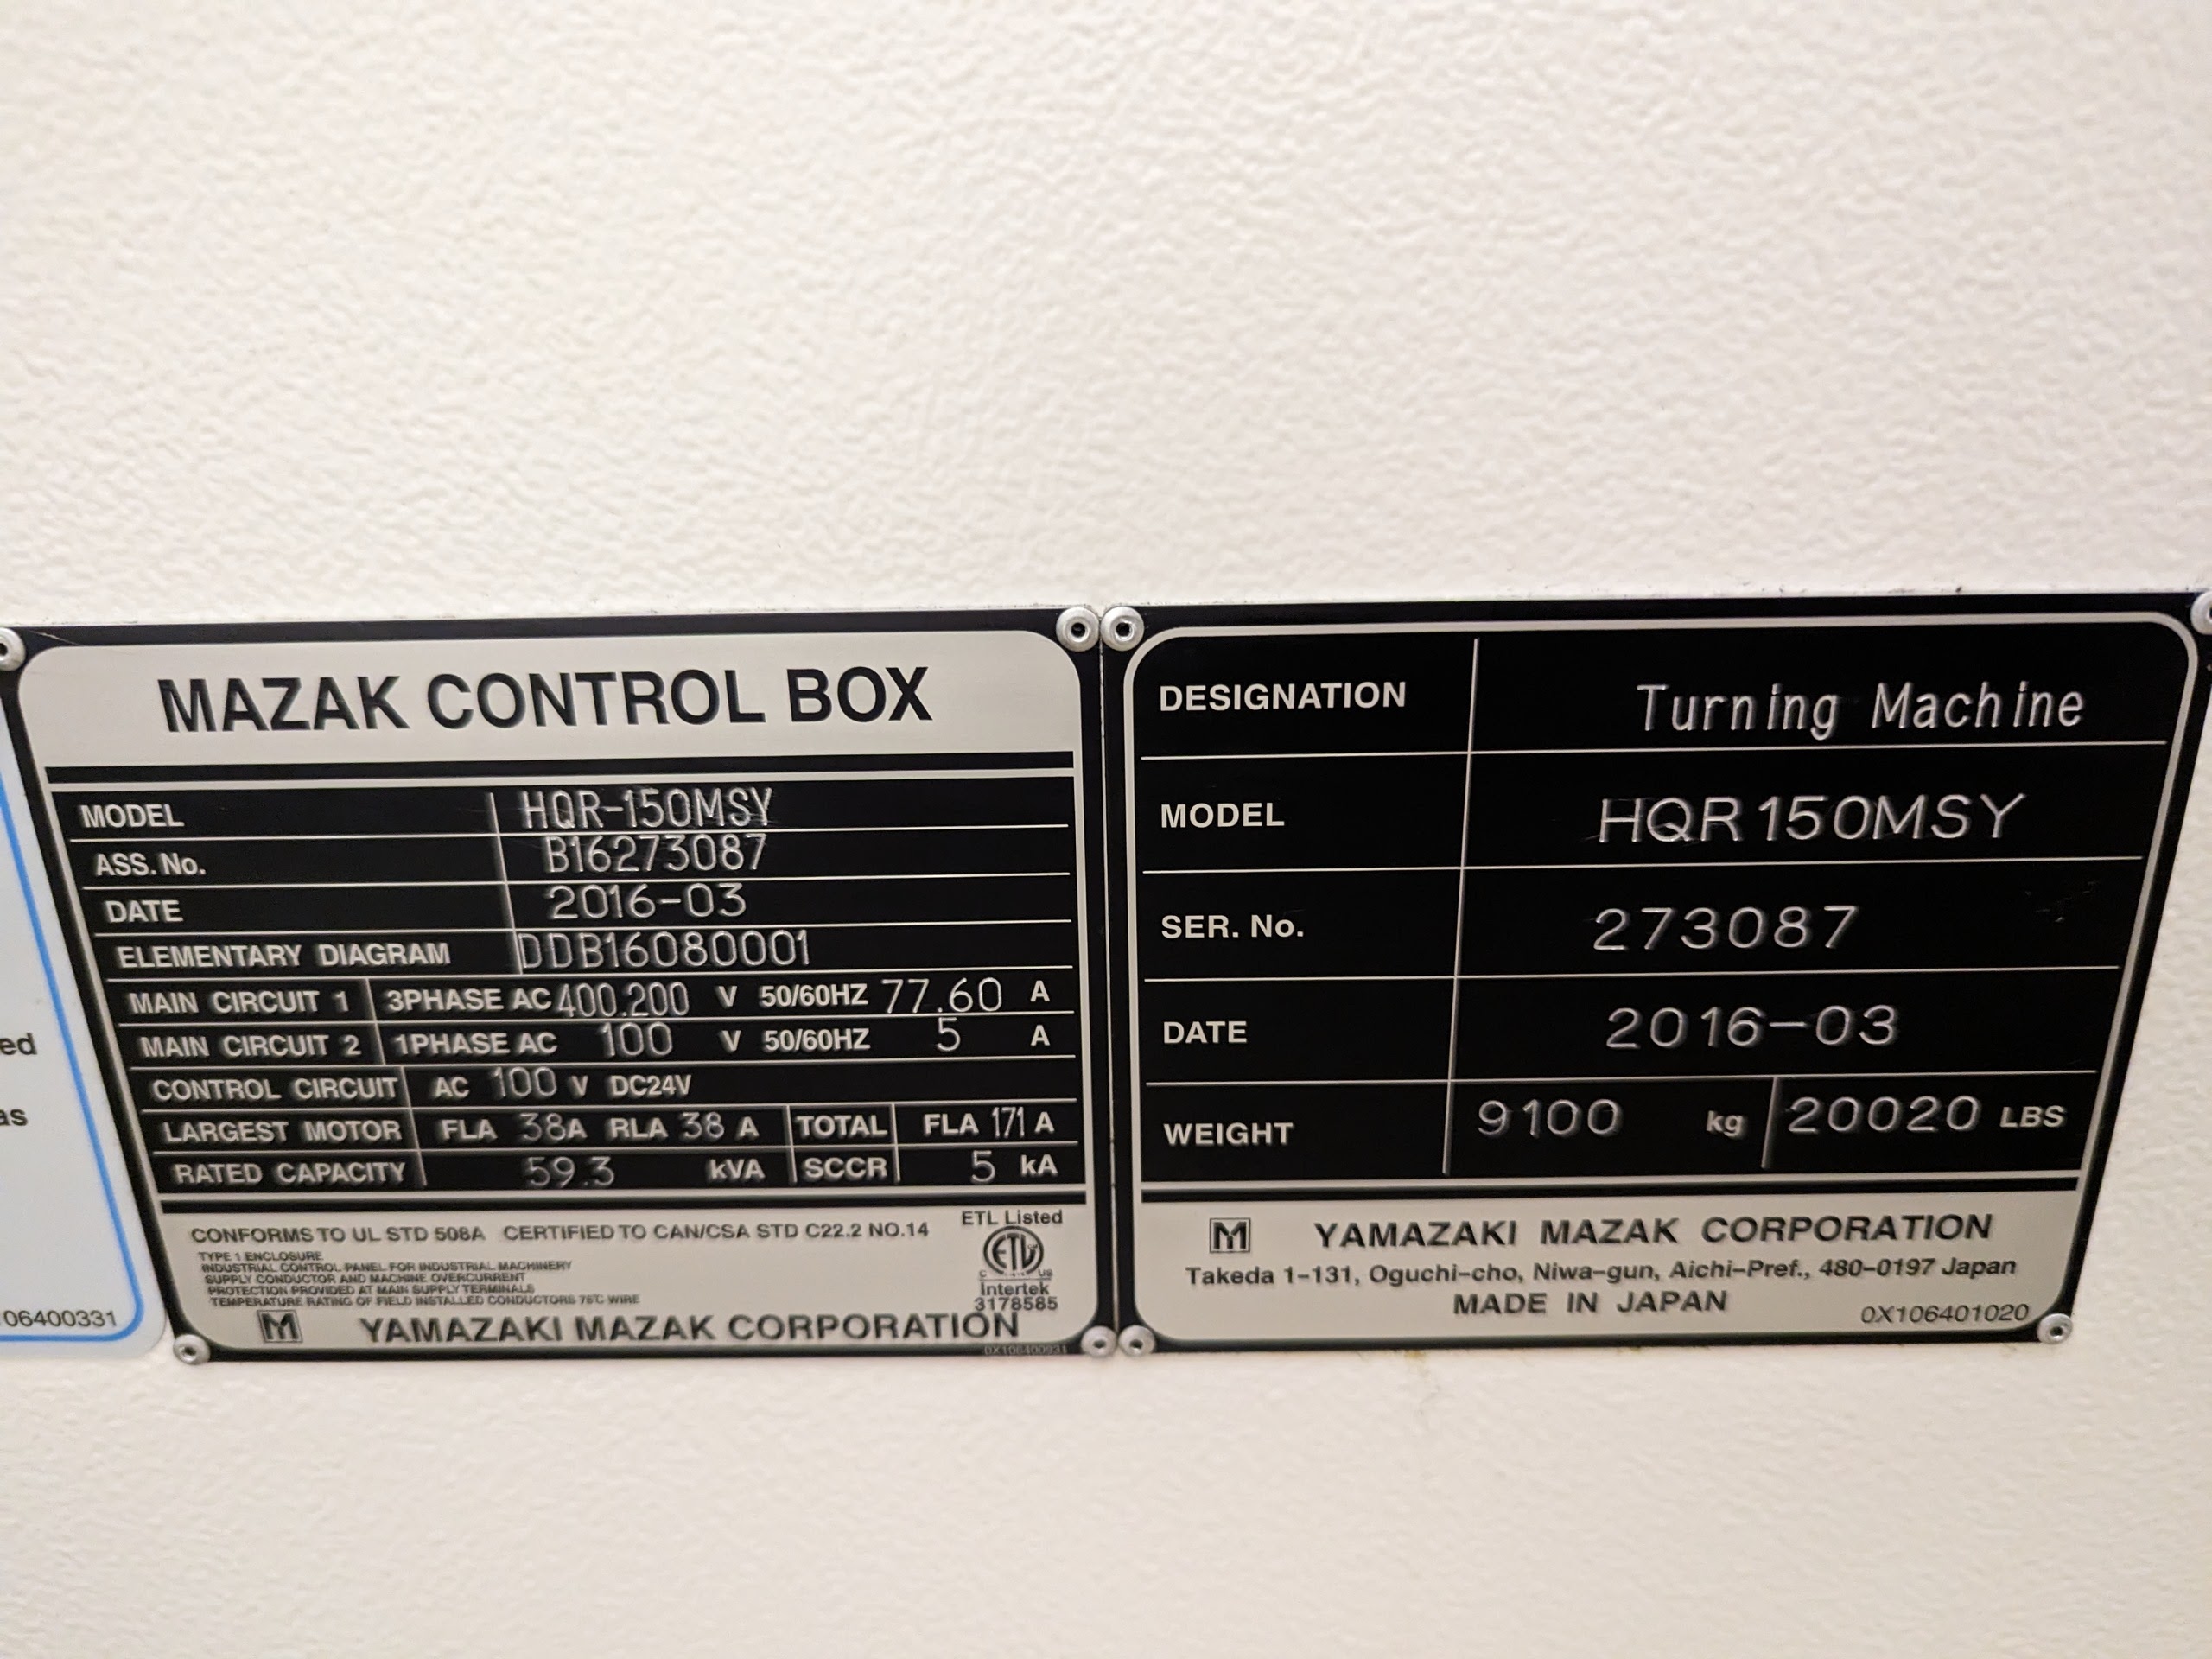 MAZAK CONTROL BOX
MODEL HQR-150MSY
ASS. No. B16273087
DATE 2016-03
ELEMENTARY DIAGRAM DDB16080001
MAIN CIRCUIT 1 3PHASE AC 400.200 V 50/60HZ 77.60 A
MAIN CIRCUIT 2 1PHASE AC 100 V 50/60HZ 5 A
CONTROL CIRCUIT AC 100 V DC24V
LARGEST MOTOR FLA 38A RLA 38 A TOTAL FLA 171 A
RATED CAPACITY 59.3 kVA SCCR 5 kA
CONFORMS TO UL STD 508A CERTIFIED TO CAN/CSA STD C22.2 NO.14
TYPE 1 ENCLOSURE
INDUSTRIAL CONTROL PANEL FOR INDUSTRIAL MACHINERY
SUPPLY CONDUCTOR AND MACHINE OVERCURRENT
PROTECTION PROVIDED AT MAIN SUPPLY TERMINALS
TEMPERATURE RATING OF FIELD INSTALLED CONDUCTORS 75°C WIRE
ETL Listed
ETL
C US
Intertek
3178585
M YAMAZAKI MAZAK CORPORATION
DESIGNATION Turning Machine
MODEL HQR150MSY
SER. No. 273087
DATE 2016-03
WEIGHT 9100 kg 20020 LBS
M YAMAZAKI MAZAK CORPORATION
Takeda 1-131, Oguchi-cho, Niwa-gun, Aichi-Pref., 480-0197 Japan
MADE IN JAPAN
0X106401020
ed
as
06400331